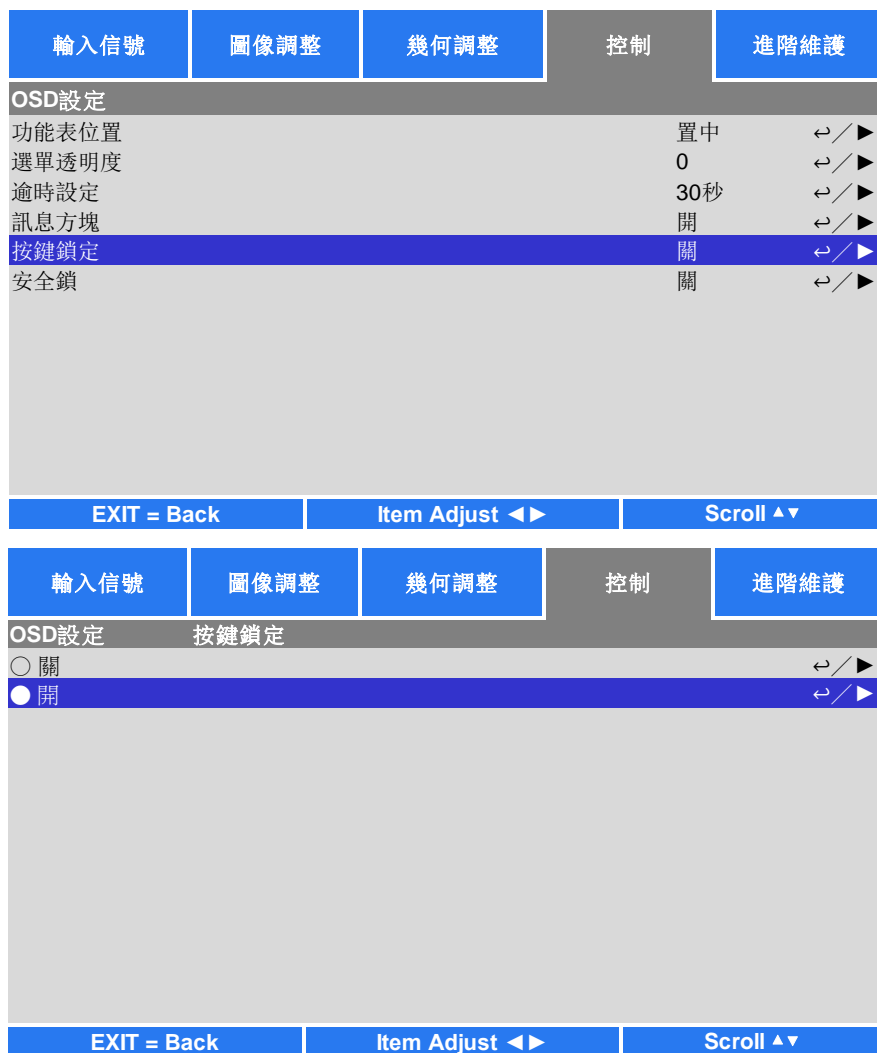 輸入信號 圖像調整 幾何調整 控制 進階維護
OSD設定
功能表位置 置中 ↩／►
選單透明度 0 ↩／►
逾時設定 30秒 ↩／►
訊息方塊 開 ↩／►
按鍵鎖定 關 ↩／►
安全鎖 關 ↩／►
EXIT = Back Item Adjust ◄► Scroll ▲▼
輸入信號 圖像調整 幾何調整 控制 進階維護
OSD設定 按鍵鎖定
○ 關 ↩／►
● 開 ↩／►
EXIT = Back Item Adjust ◄► Scroll ▲▼